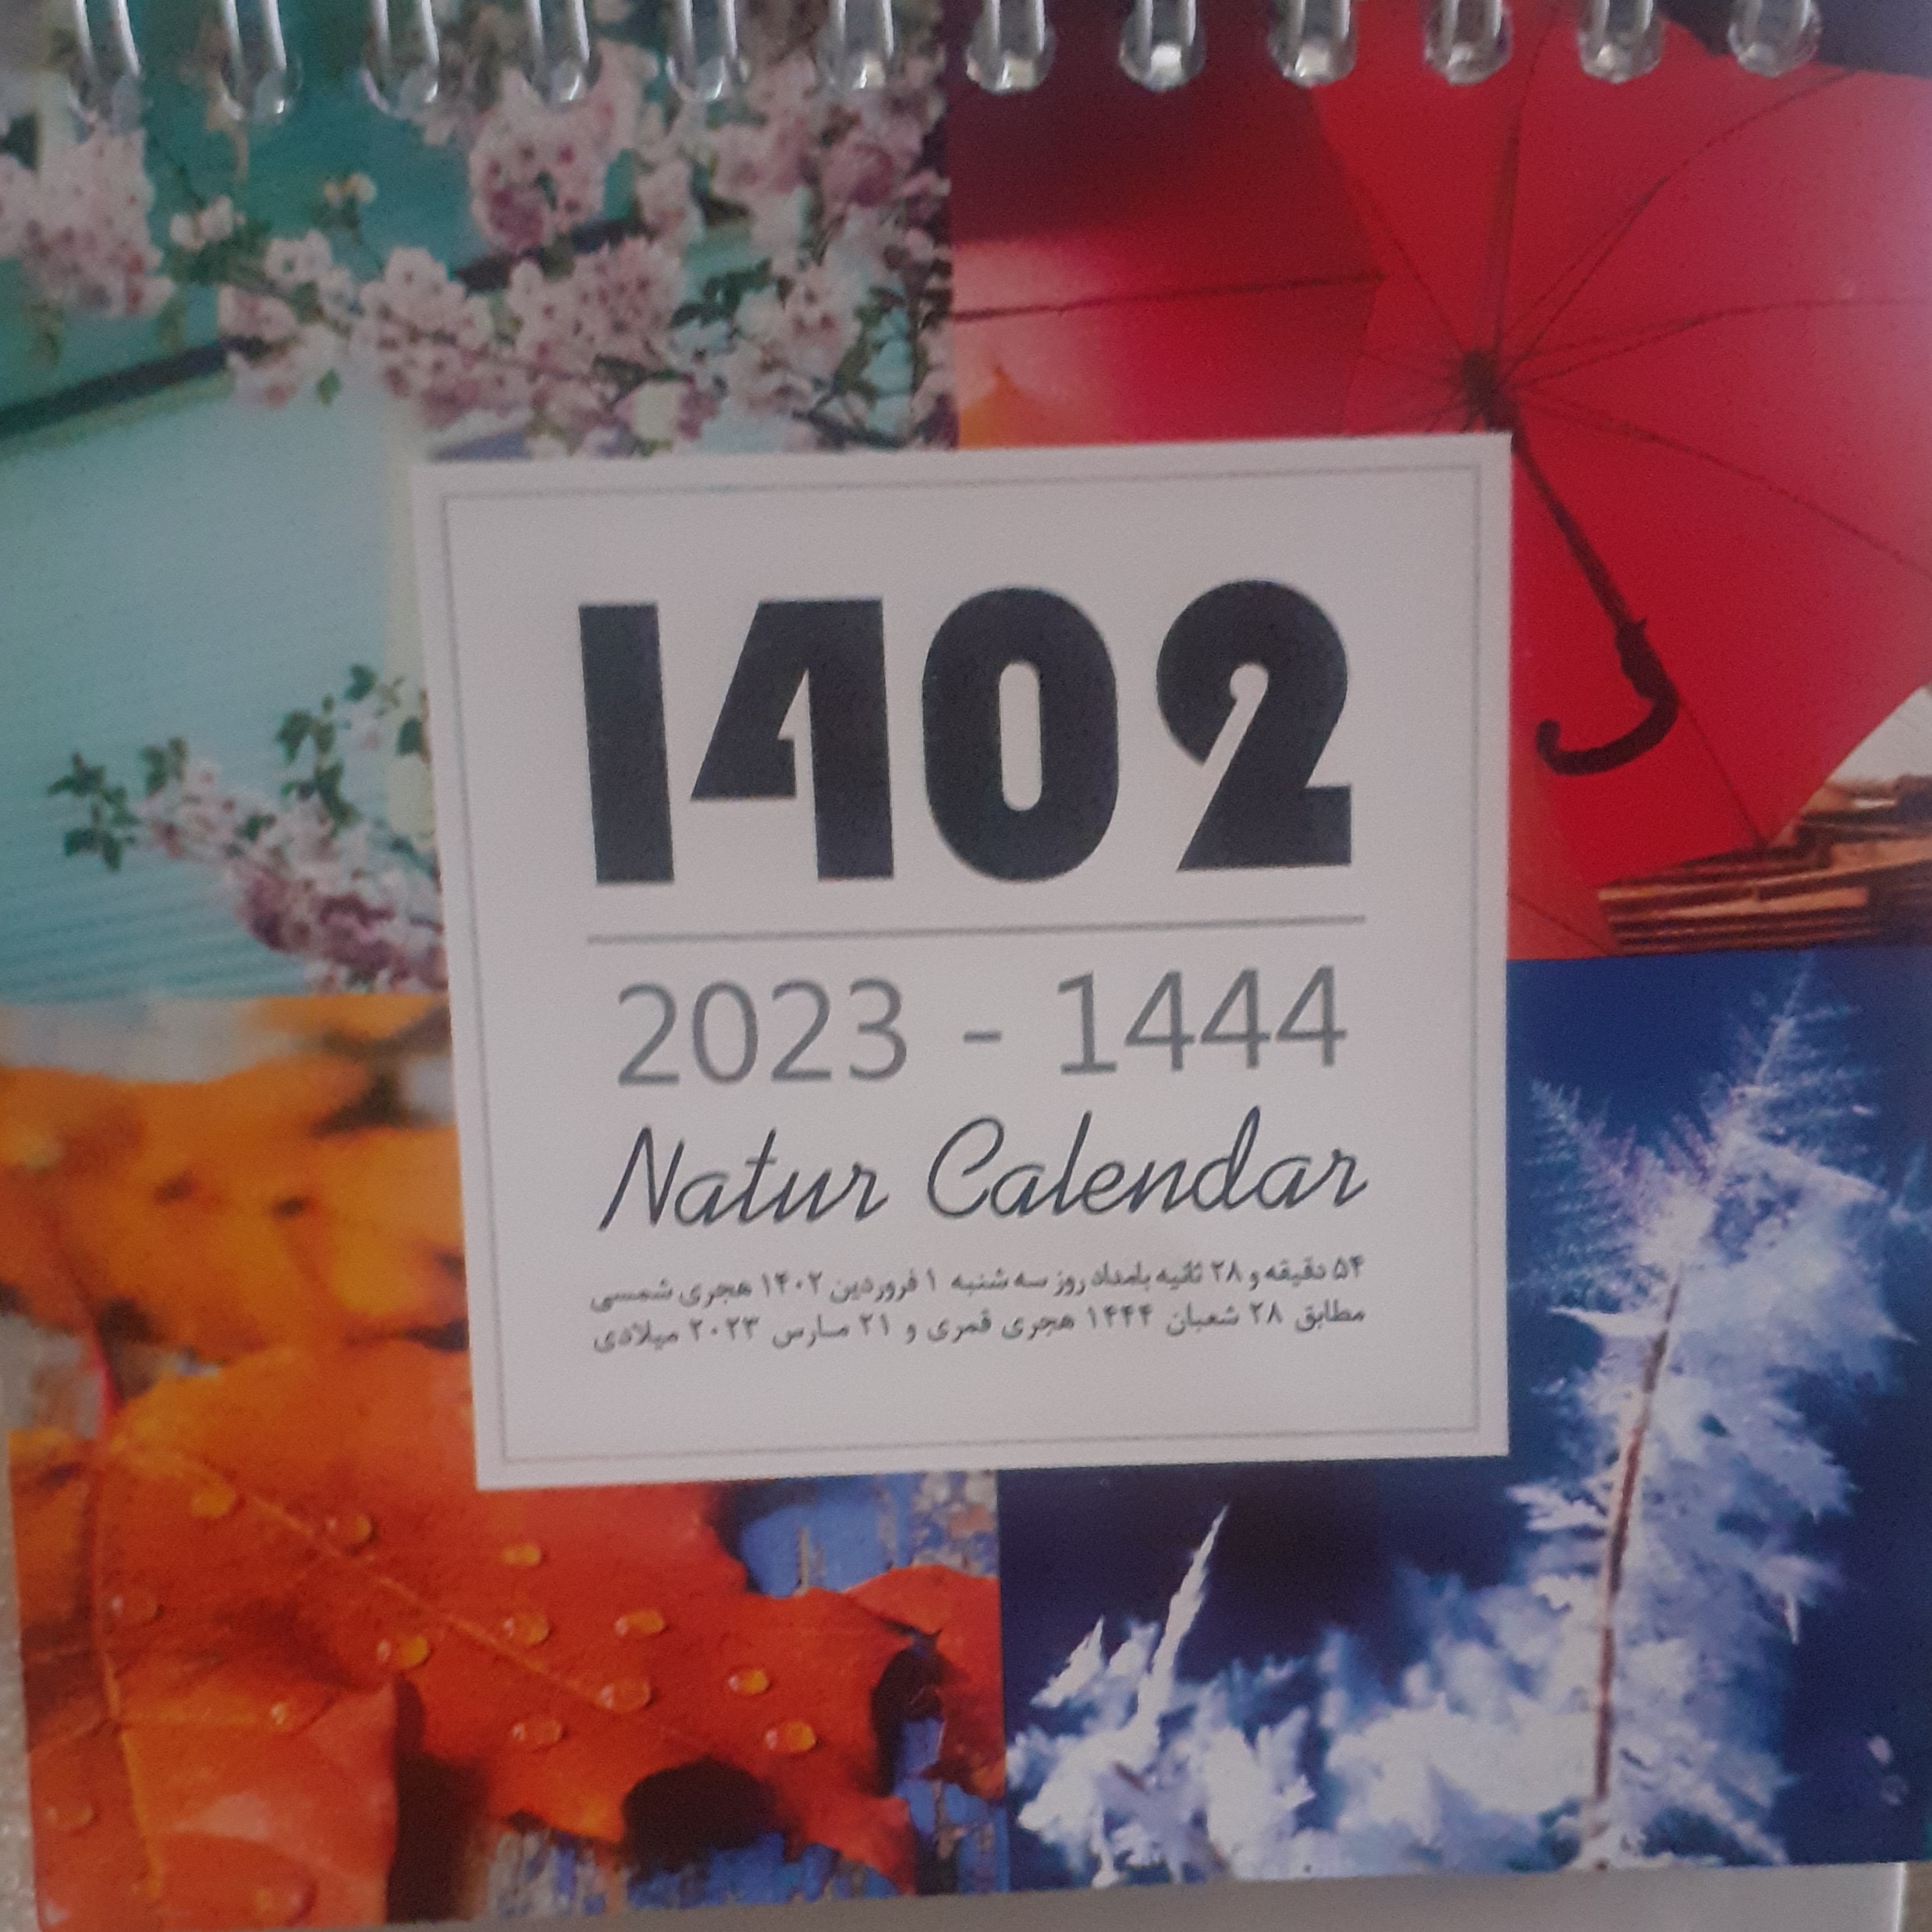 1402
2023 - 1444
Natur Calendar
۵۴ دقیقه و ۲۸ ثانیه بامداد روز سه شنبه ۱ فروردین ۱۴۰۲ هجری شمسی
مطابق ۲۸ شعبان ۱۴۴۴ هجری قمری و ۲۱ مارس ۲۰۲۳ میلادی